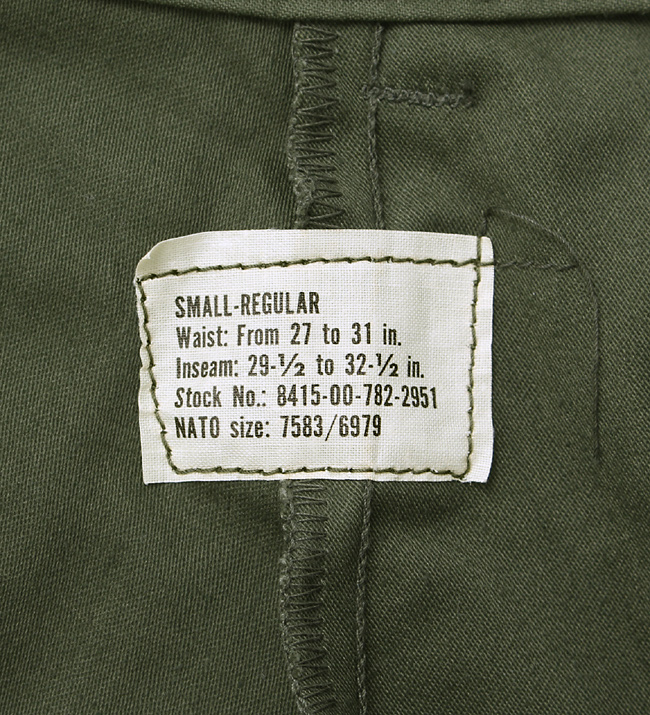 SMALL-REGULAR
Waist: From 27 to 31 in.
Inseam: 29-½ to 32-½ in.
Stock No.: 8415-00-782-2951
NATO size: 7583/6979